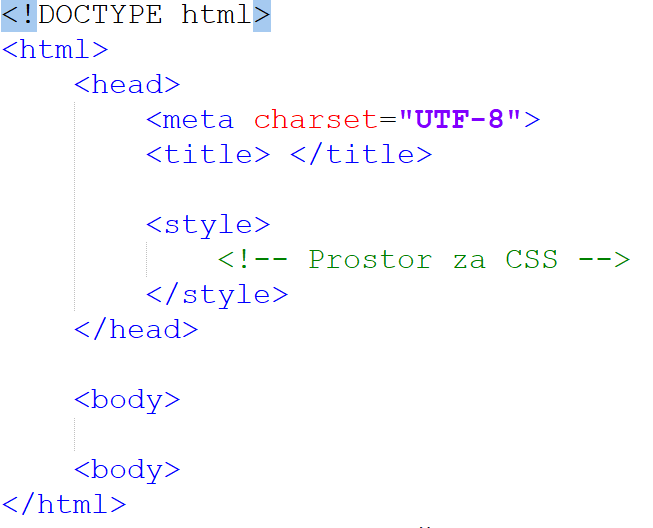 <!DOCTYPE html>
<html>
<head>
<meta charset="UTF-8">
<title> </title>
<style>
<!-- Prostor za CSS -->
</style>
</head>
<body>
<body>
</html>